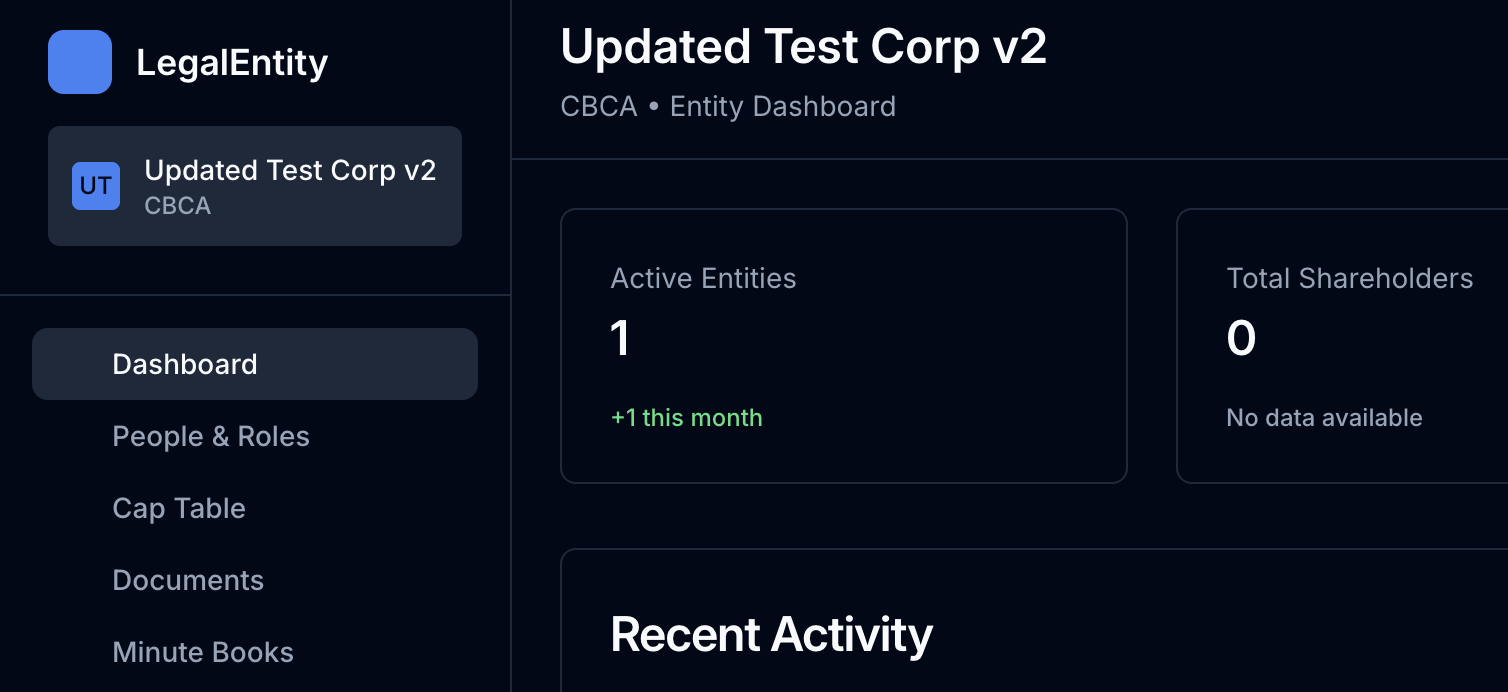 LegalEntity
UT
Updated Test Corp v2
CBCA
Dashboard
People & Roles
Cap Table
Documents
Minute Books
Updated Test Corp v2
CBCA • Entity Dashboard
Active Entities
1
+1 this month
Total Shareholders
0
No data available
Recent Activity